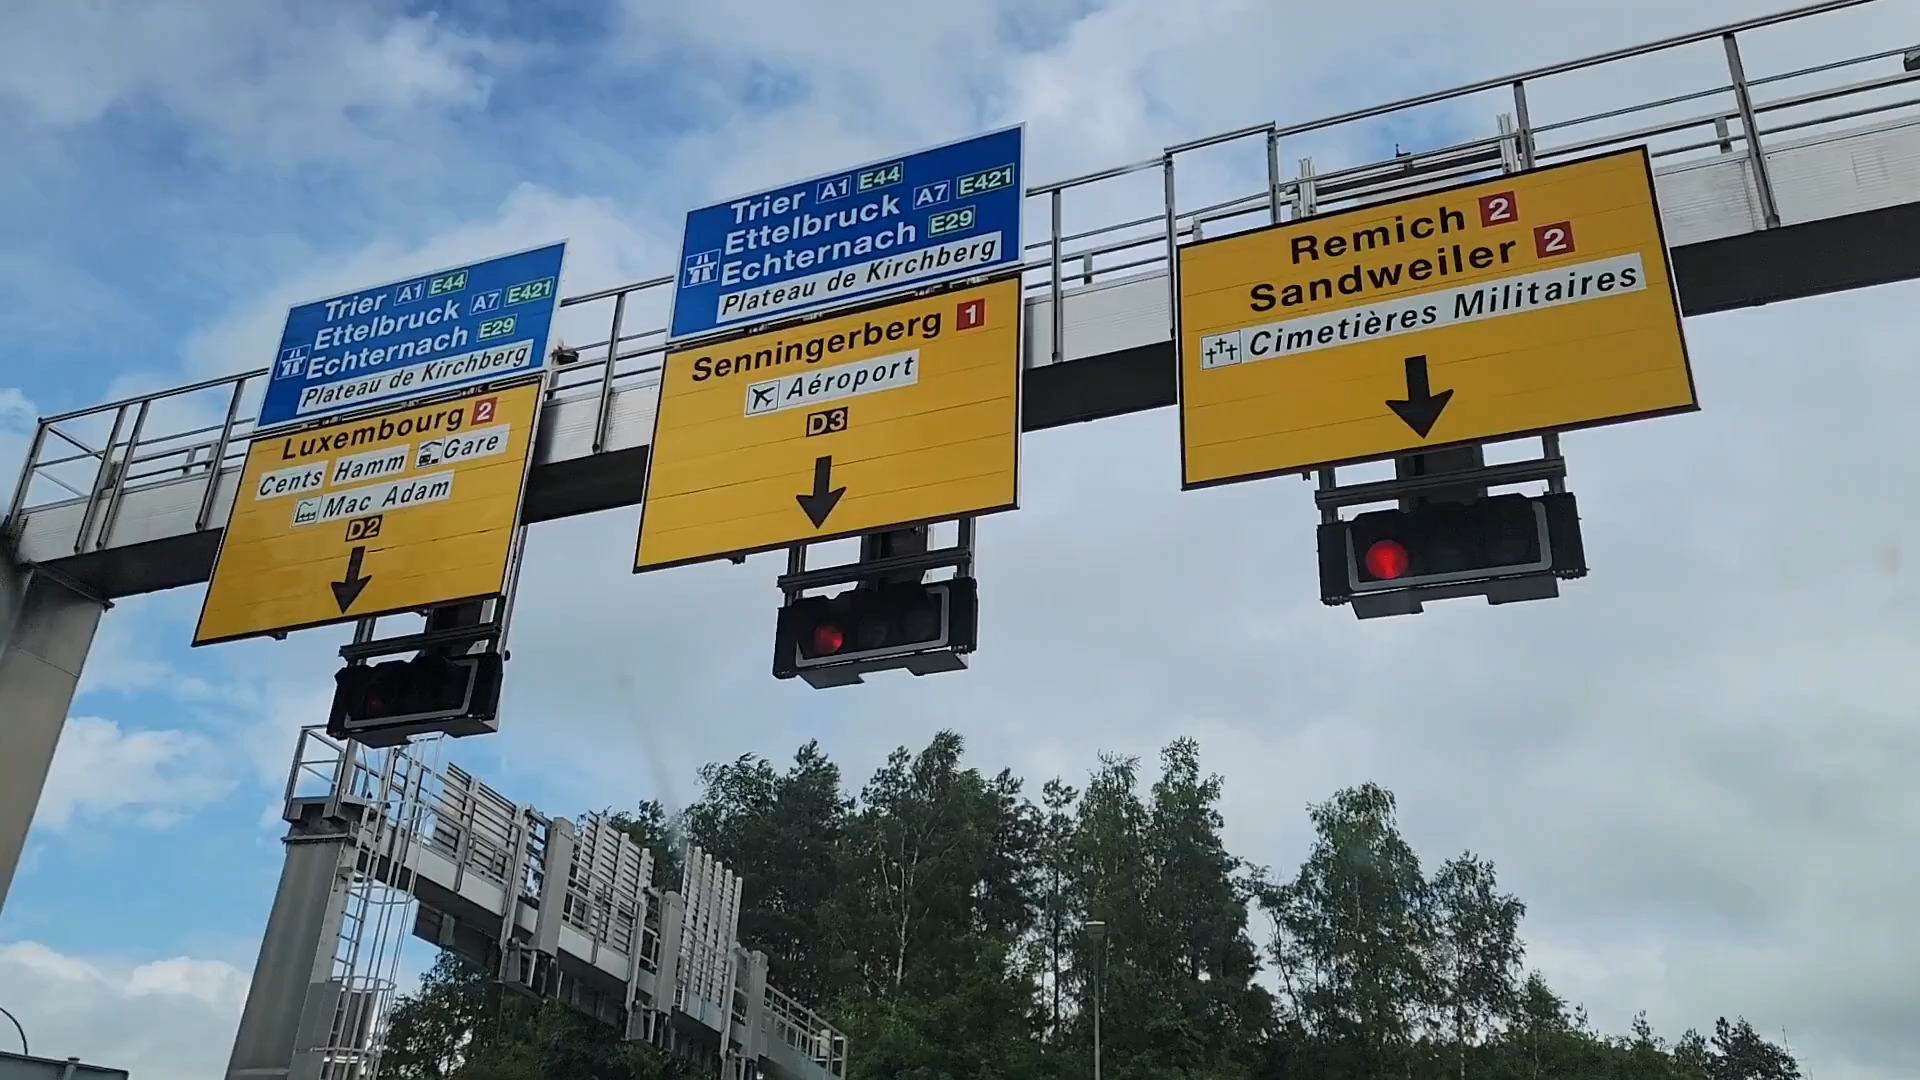 Trier A1 E44
Ettelbruck A7 E421
Echternach E29
Plateau de Kirchberg
Luxembourg 2
Cents Hamm Gare
Mac Adam
D2
Trier A1 E44
Ettelbruck A7 E421
Echternach E29
Plateau de Kirchberg
Senningerberg 1
Aéroport
D3
Remich 2
Sandweiler 2
Cimetières Militaires